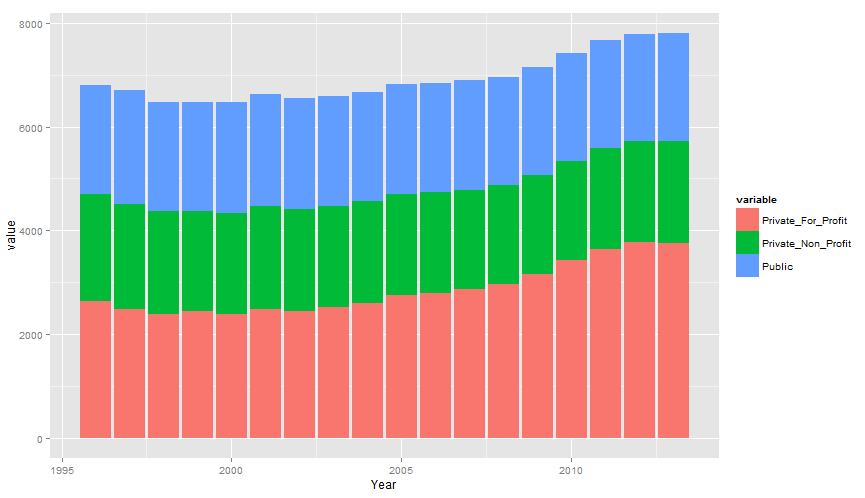 8000
6000
4000
2000
0
value
1995
2000
2005
2010
Year
variable
Private_For_Profit
Private_Non_Profit
Public